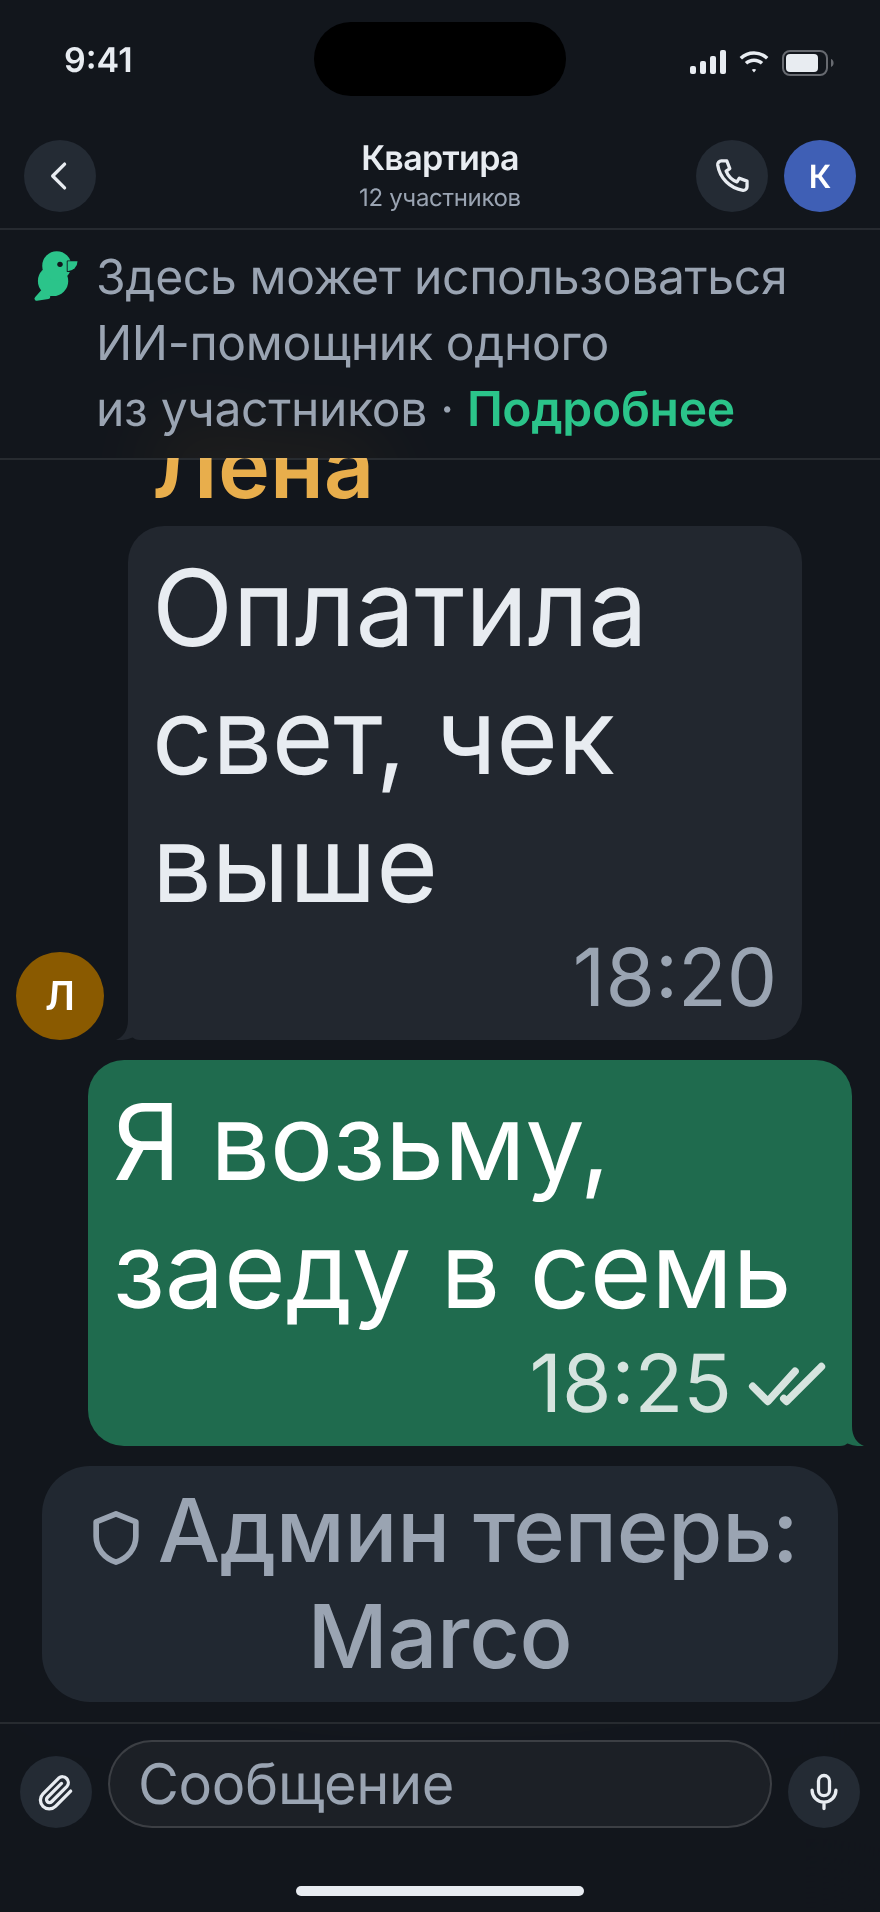 9:41
Квартира
12 участников
К
Здесь может использоваться
ИИ-помощник одного
из участников · Подробнее
Лена
Оплатила
свет, чек
выше
18:20
Л
Я возьму,
заеду в семь
18:25
Админ теперь:
Marco
Сообщение